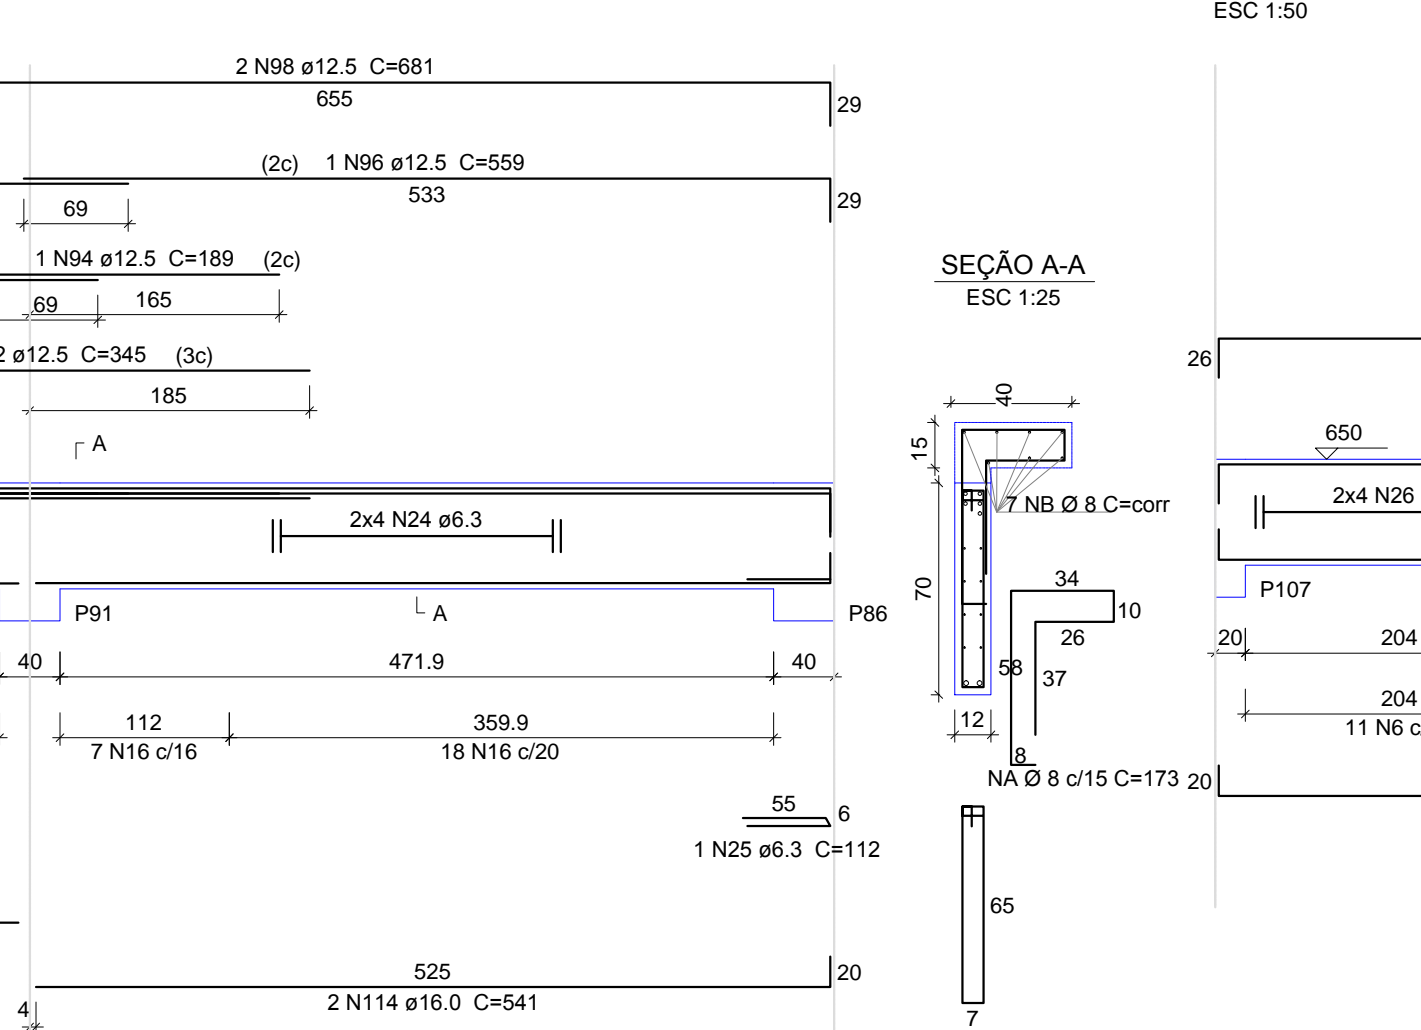 ESC 1:50
2 N98 ø12.5 C=681
655
29
(2c) 1 N96 ø12.5 C=559
533
29
69
1 N94 ø12.5 C=189 (2c)
69
165
2 ø12.5 C=345 (3c)
185
A
2x4 N24 ø6.3
P91
A
P86
40
471.9
40
112
359.9
7 N16 c/16
18 N16 c/20
55
6
1 N25 ø6.3 C=112
525
20
2 N114 ø16.0 C=541
4
SEÇÃO A-A
ESC 1:25
40
15
7 NB Ø 8 C=corr
70
12
34
10
26
58
37
8
NA Ø 8 c/15 C=173
65
7
26
650
2x4 N26
P107
20
204
204
11 N6 c
20